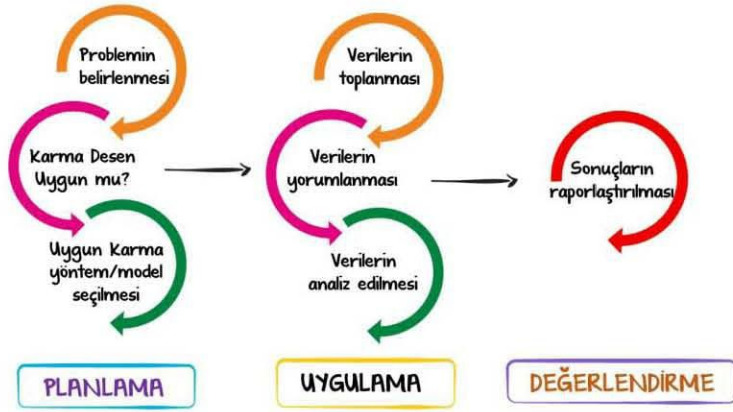 Problemin
belirlenmesi
Karma Desen
Uygun mu?
Uygun Karma
yöntem/model
seçilmesi
PLANLAMA
Verilerin
toplanması
Verilerin
yorumlanması
Verilerin
analiz edilmesi
UYGULAMA
Sonuçların
raporlaştırılması
DEĞERLENDİRME